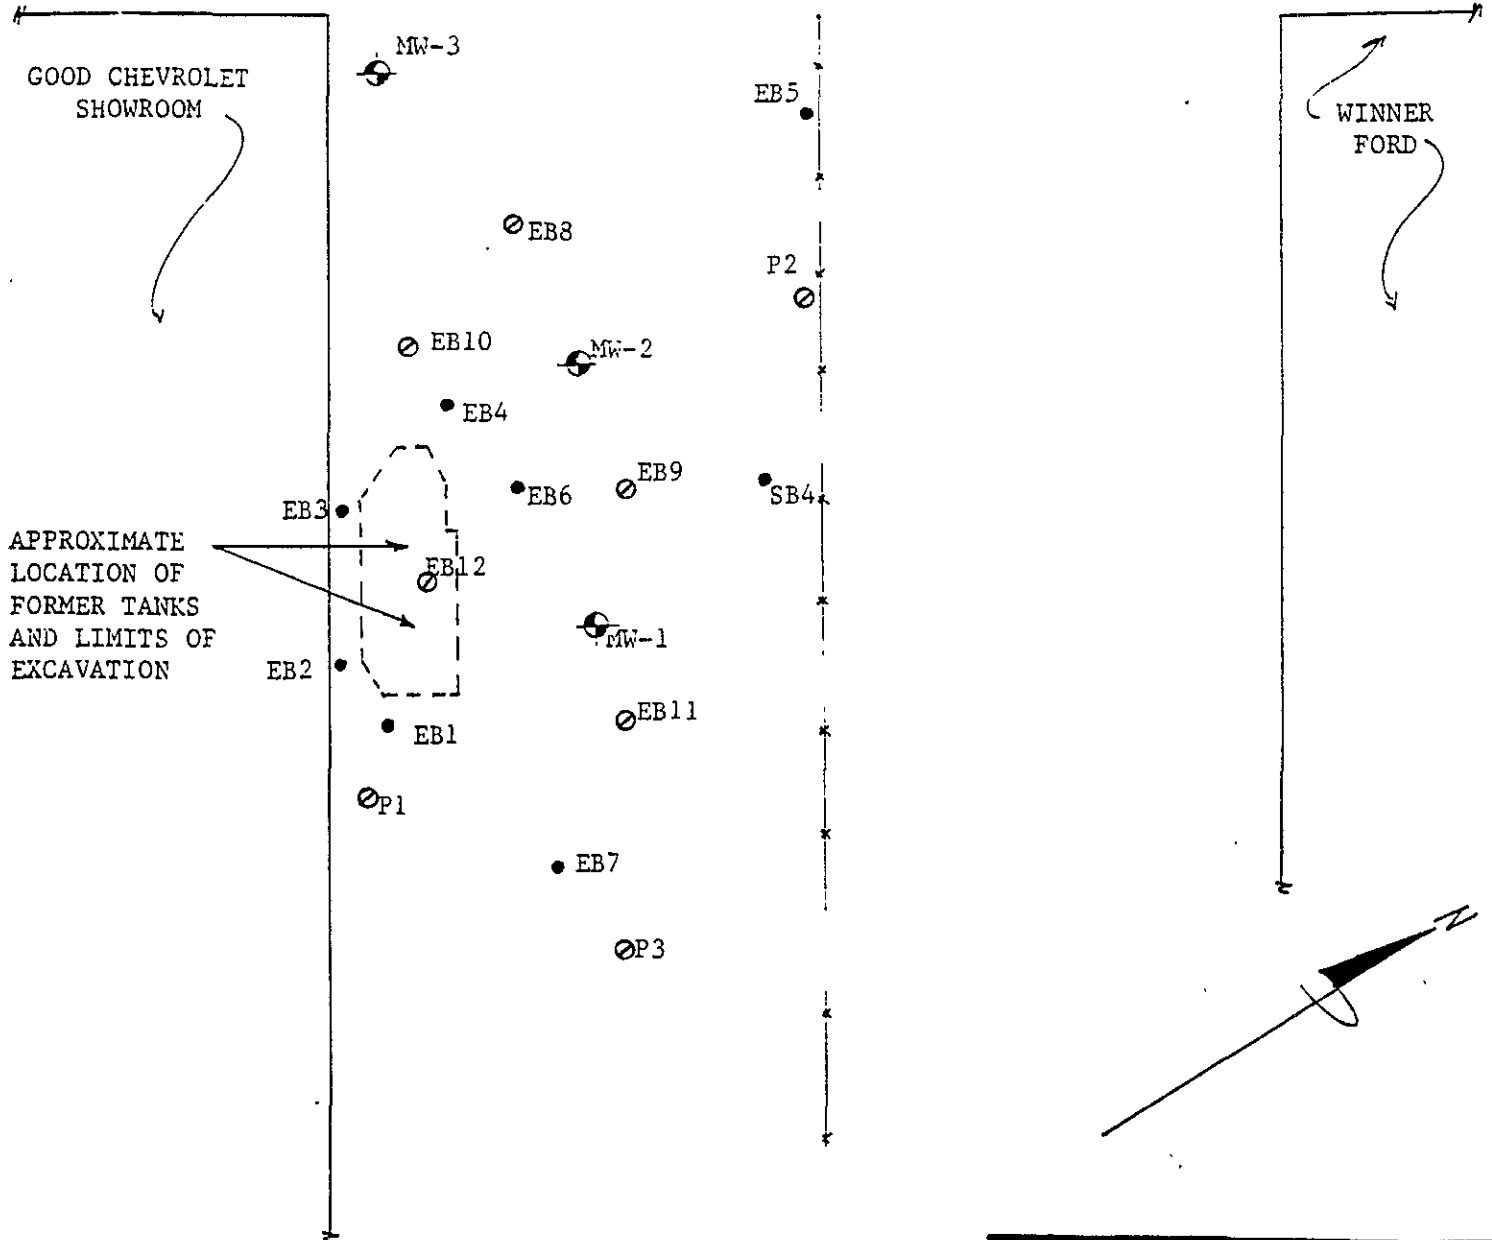 MW-3
GOOD CHEVROLET
SHOWROOM
EB5
WINNER
FORD
EB8
P2
EB10
MW-2
EB4
EB9
EB6
SB4
EB3
APPROXIMATE
LOCATION OF
FORMER TANKS
AND LIMITS OF
EXCAVATION
EB12
MW-1
EB2
EB11
EB1
P1
EB7
N
P3